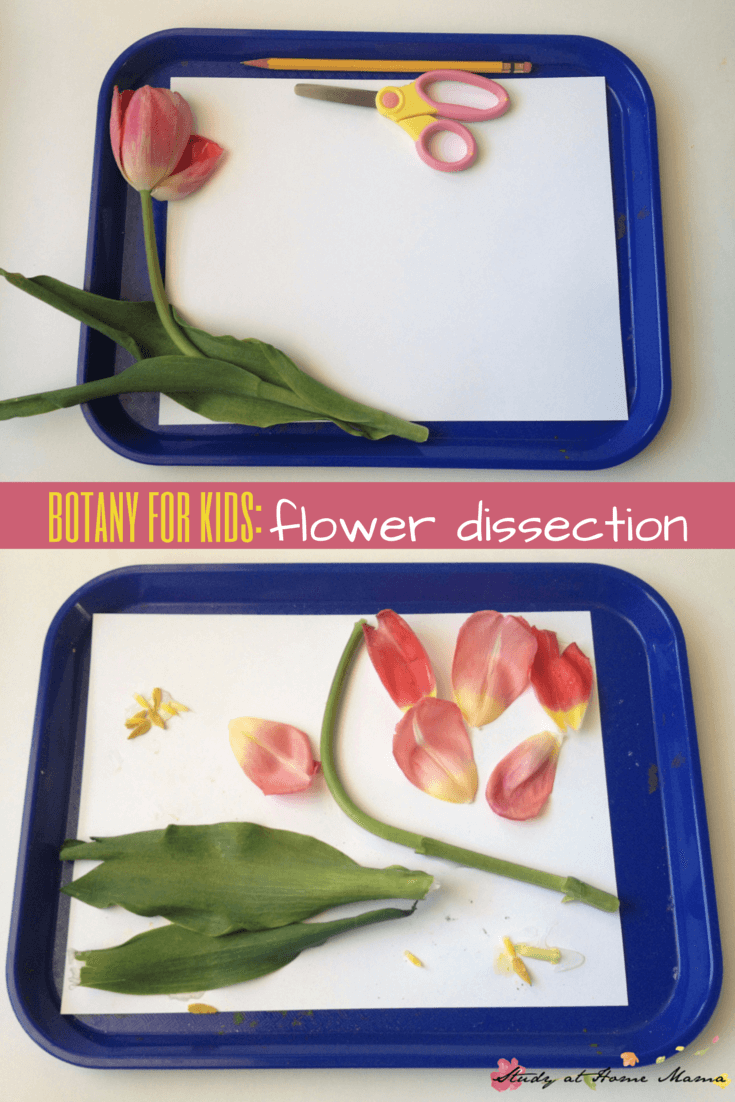 BOTANY FOR KIDS: flower dissection
Study at Home Mama